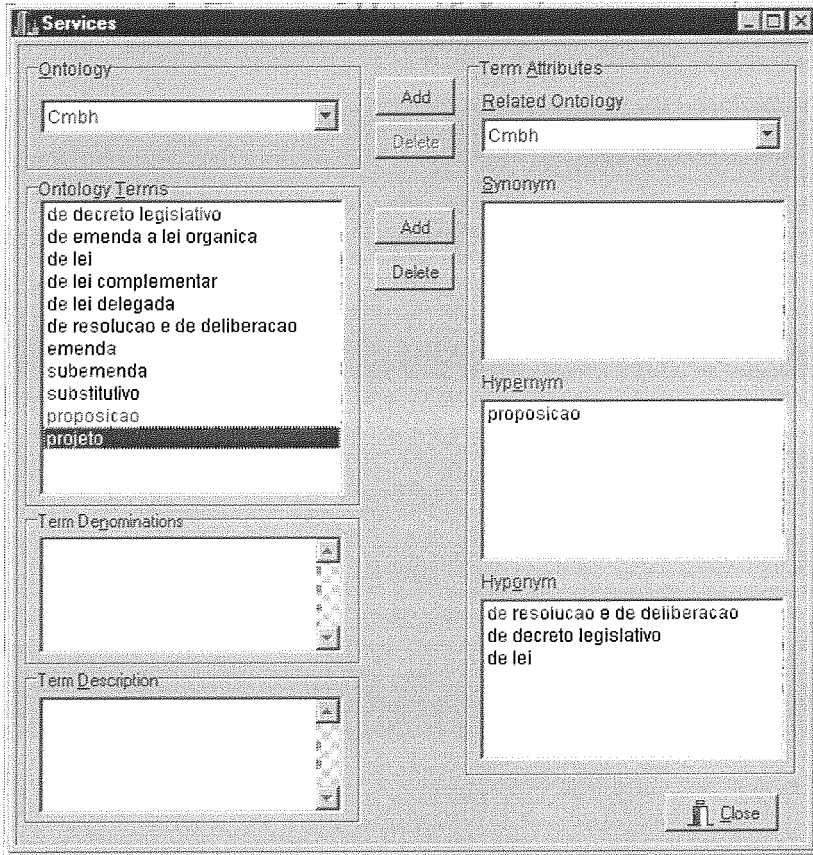 Services
Ontology
Cmbh
Add
Delete
Ontology Terms
de decreto legislativo
de emenda a lei organica
de lei
de lei complementar
de lei delegada
de resolucao e de deliberacao
emenda
subemenda
substitutivo
proposicao
projeto
Add
Delete
Term Denominations
Term Description
Term Attributes
Related Ontology
Cmbh
Synonym
Hypernym
proposicao
Hyponym
de resolucao e de deliberacao
de decreto legislativo
de lei
Close